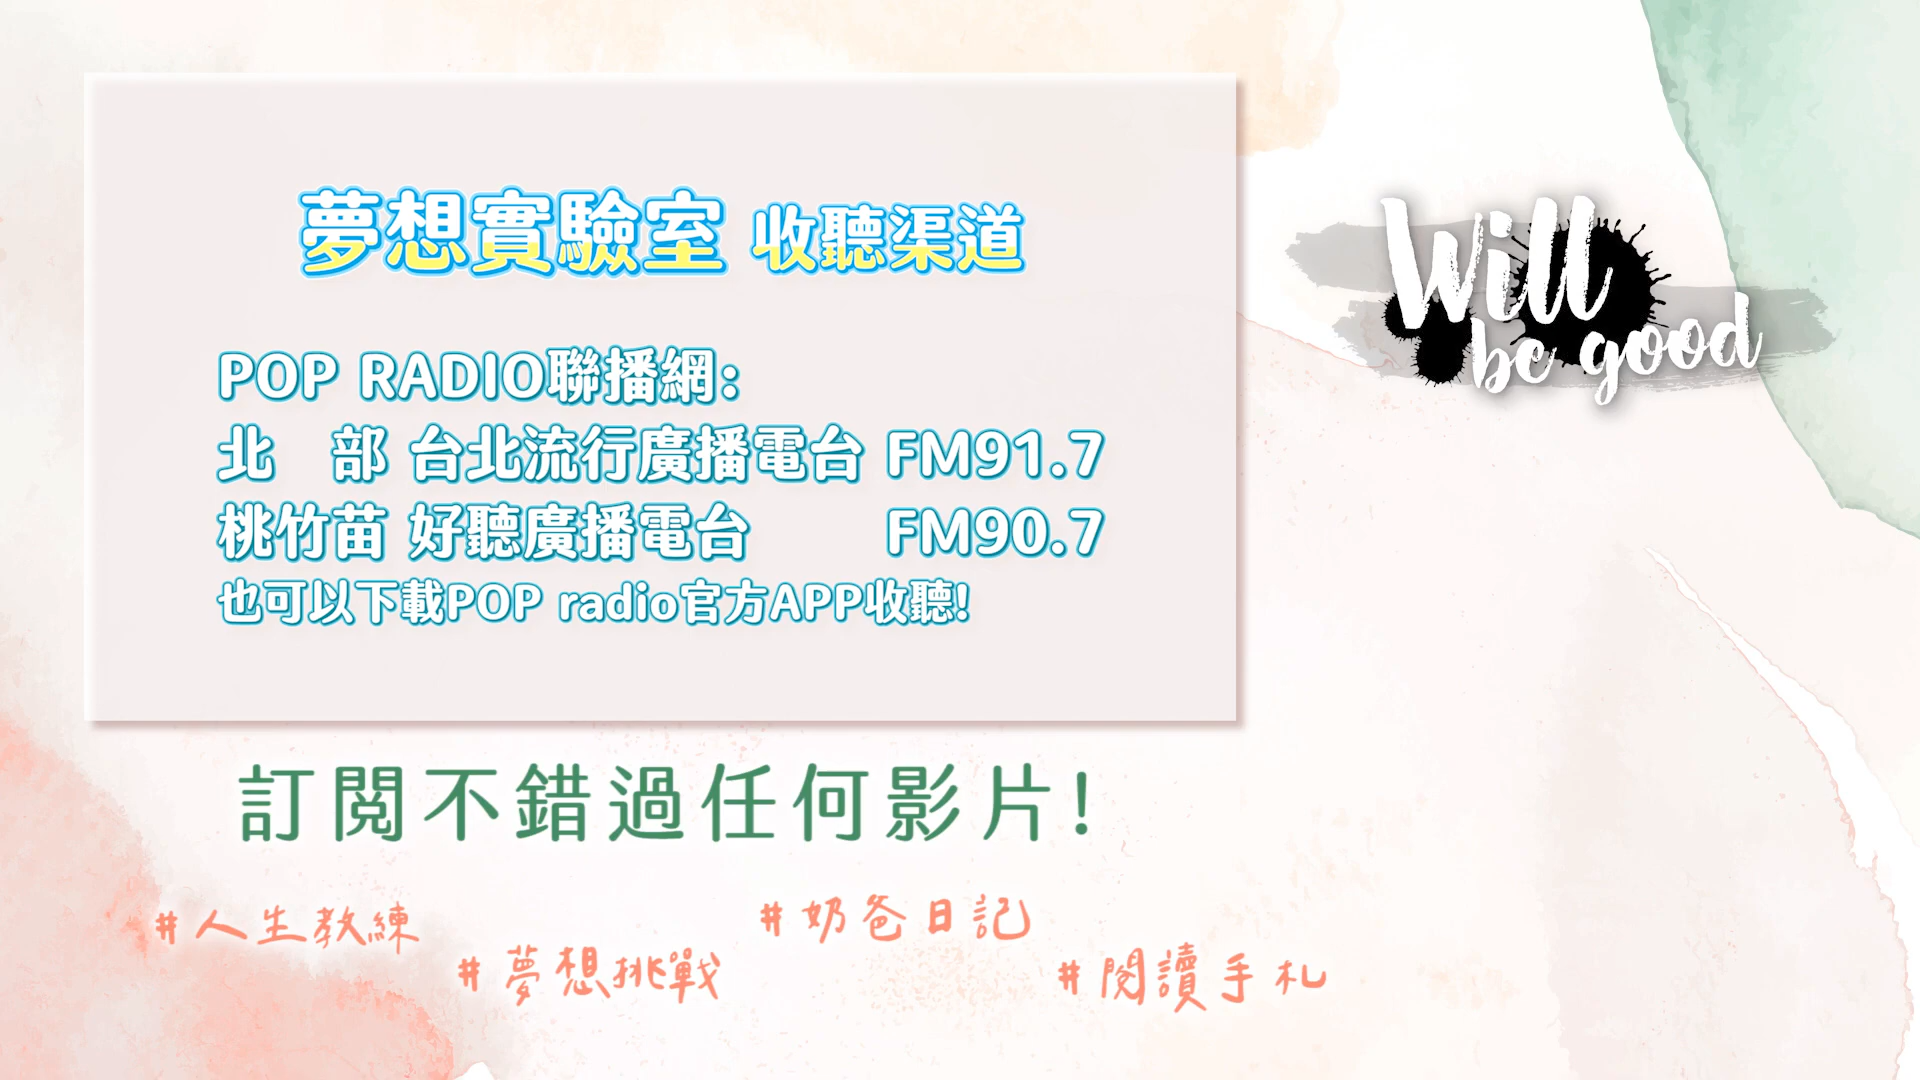 夢想實驗室 收聽渠道
POP RADIO聯播網:
北　部 台北流行廣播電台 FM91.7
桃竹苗 好聽廣播電台 FM90.7
也可以下載POP radio官方APP收聽!
Will
be good
訂閱不錯過任何影片!
#人生教練
#夢想挑戰
#奶爸日記
#閱讀手札